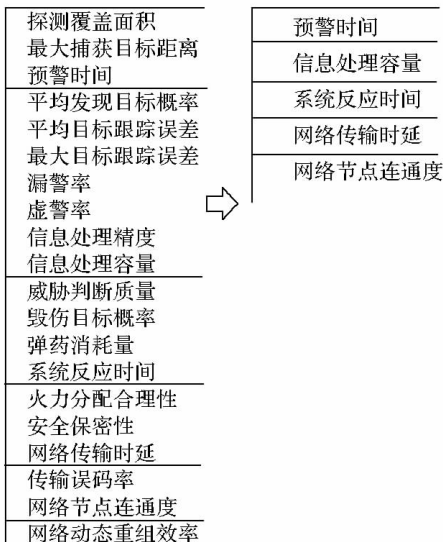 探测覆盖面积
最大捕获目标距离
预警时间
平均发现目标概率
平均目标跟踪误差
最大目标跟踪误差
漏警率
虚警率
信息处理精度
信息处理容量
威胁判断质量
毁伤目标概率
弹药消耗量
系统反应时间
火力分配合理性
安全保密性
网络传输时延
传输误码率
网络节点连通度
网络动态重组效率
预警时间
信息处理容量
系统反应时间
网络传输时延
网络节点连通度